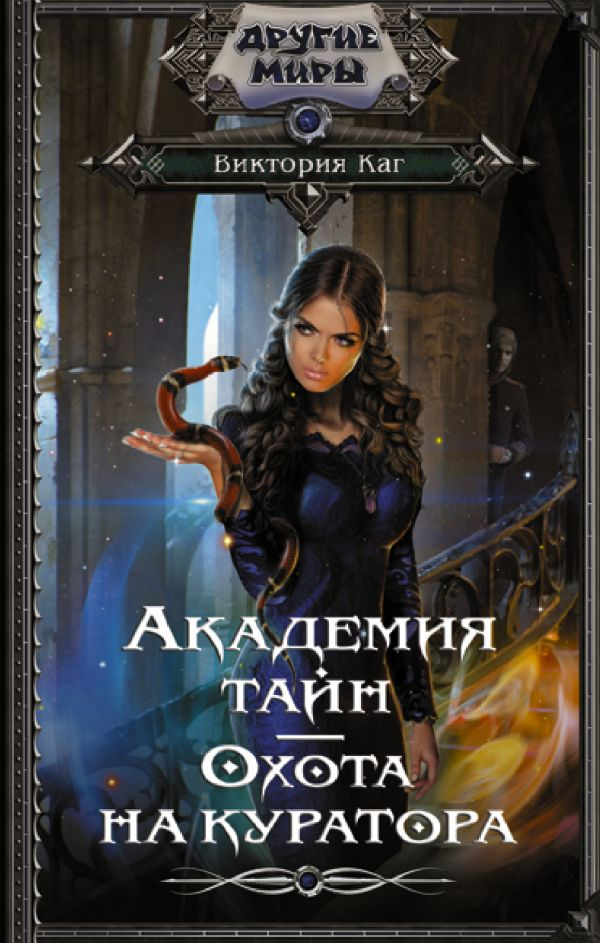 ДРУГИЕ
МИРЫ
Виктория Каг
Академия
тайн
Охота
на куратора